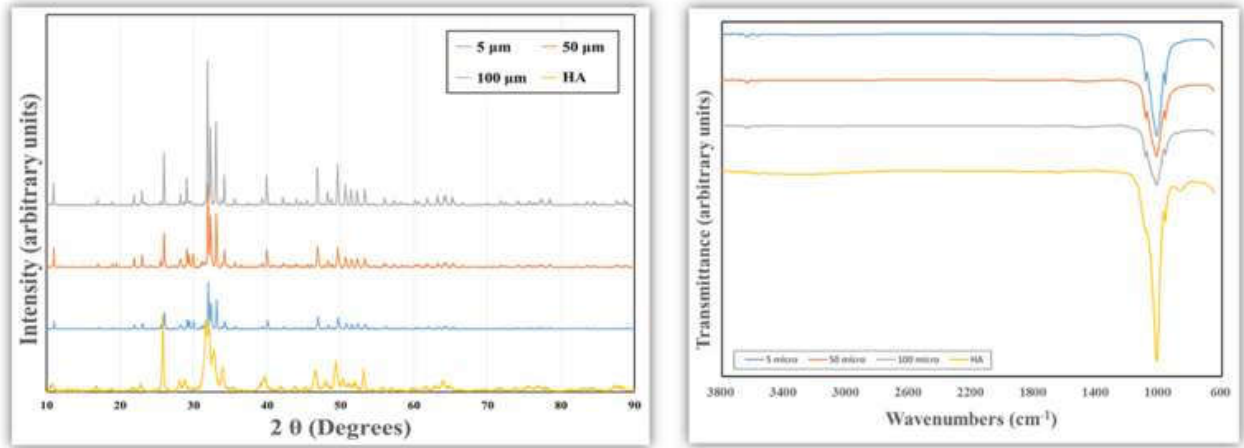 5 μm
50 μm
100 μm
HA
Intensity (arbitrary units)
10 20 30 40 50 60 70 80 90
2 θ (Degrees)
Transmittance (arbitrary units)
5 micro 50 micro 100 micro HA
3800 3400 3000 2600 2200 1800 1400 1000 600
Wavenumbers (cm⁻¹)